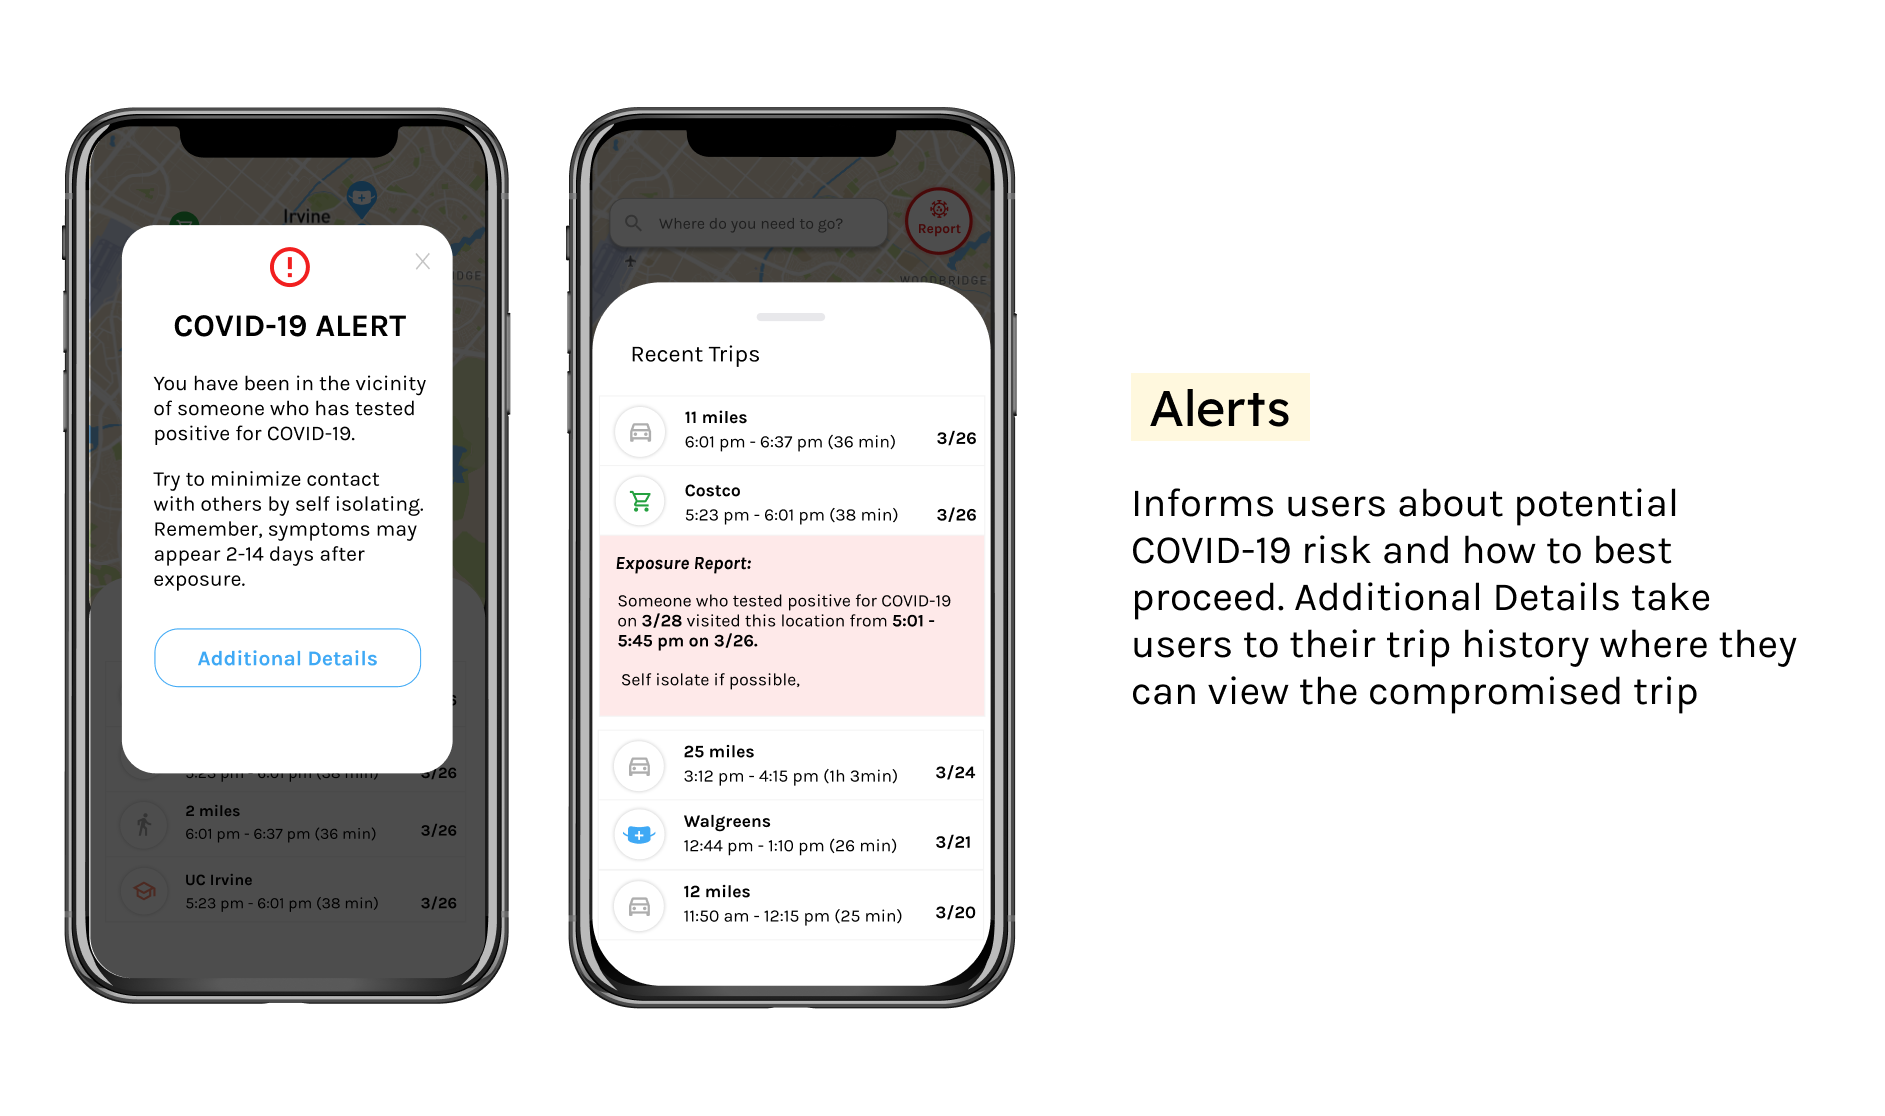 Irvine
DGE
COVID-19 ALERT
You have been in the vicinity
of someone who has tested
positive for COVID-19.
Try to minimize contact
with others by self isolating.
Remember, symptoms may
appear 2-14 days after
exposure.
Additional Details
5:23 pm - 6:01 pm (38 min) 3/26
2 miles
6:01 pm - 6:37 pm (36 min) 3/26
UC Irvine
5:23 pm - 6:01 pm (38 min) 3/26
Where do you need to go?
Report
WOODBRIDGE
Recent Trips
11 miles
6:01 pm - 6:37 pm (36 min) 3/26
Costco
5:23 pm - 6:01 pm (38 min) 3/26
Exposure Report:
Someone who tested positive for COVID-19
on 3/28 visited this location from 5:01 -
5:45 pm on 3/26.
Self isolate if possible,
25 miles
3:12 pm - 4:15 pm (1h 3min) 3/24
Walgreens
12:44 pm - 1:10 pm (26 min) 3/21
12 miles
11:50 am - 12:15 pm (25 min) 3/20
Alerts
Informs users about potential
COVID-19 risk and how to best
proceed. Additional Details take
users to their trip history where they
can view the compromised trip